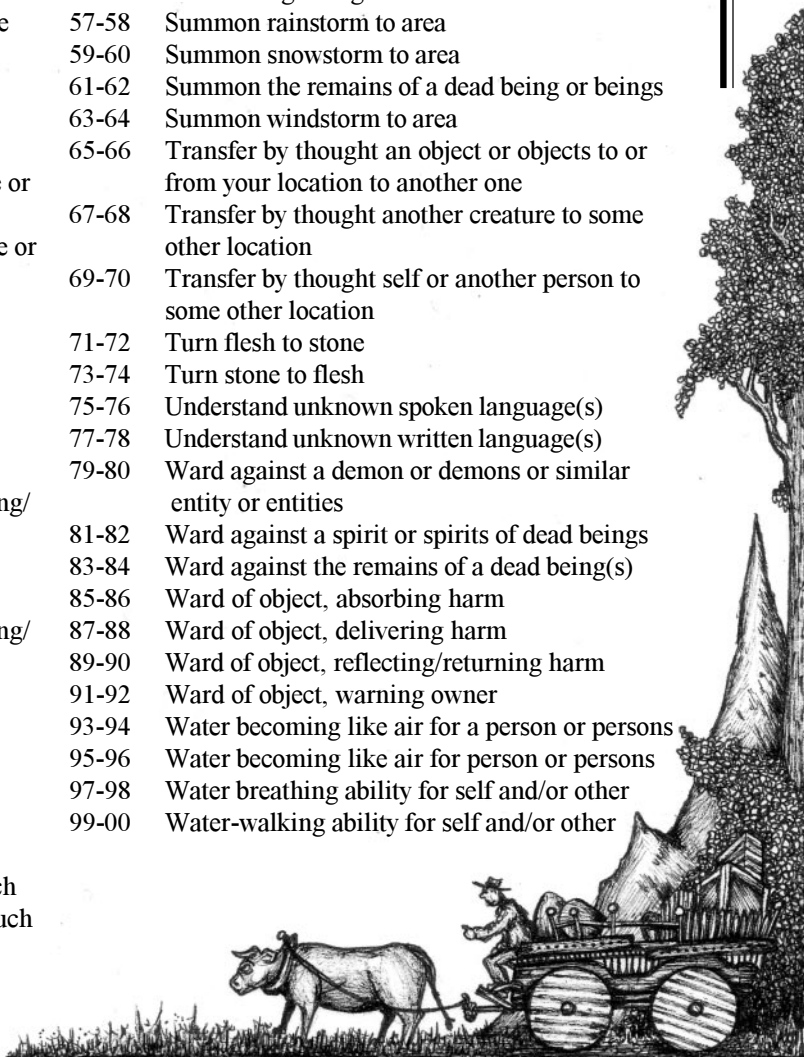 e
e or
e or
ng/
ng/
ch
uch
57-58 Summon rainstorm to area
59-60 Summon snowstorm to area
61-62 Summon the remains of a dead being or beings
63-64 Summon windstorm to area
65-66 Transfer by thought an object or objects to or
from your location to another one
67-68 Transfer by thought another creature to some
other location
69-70 Transfer by thought self or another person to
some other location
71-72 Turn flesh to stone
73-74 Turn stone to flesh
75-76 Understand unknown spoken language(s)
77-78 Understand unknown written language(s)
79-80 Ward against a demon or demons or similar
entity or entities
81-82 Ward against a spirit or spirits of dead beings
83-84 Ward against the remains of a dead being(s)
85-86 Ward of object, absorbing harm
87-88 Ward of object, delivering harm
89-90 Ward of object, reflecting/returning harm
91-92 Ward of object, warning owner
93-94 Water becoming like air for a person or persons
95-96 Water becoming like air for person or persons
97-98 Water breathing ability for self and/or other
99-00 Water-walking ability for self and/or other